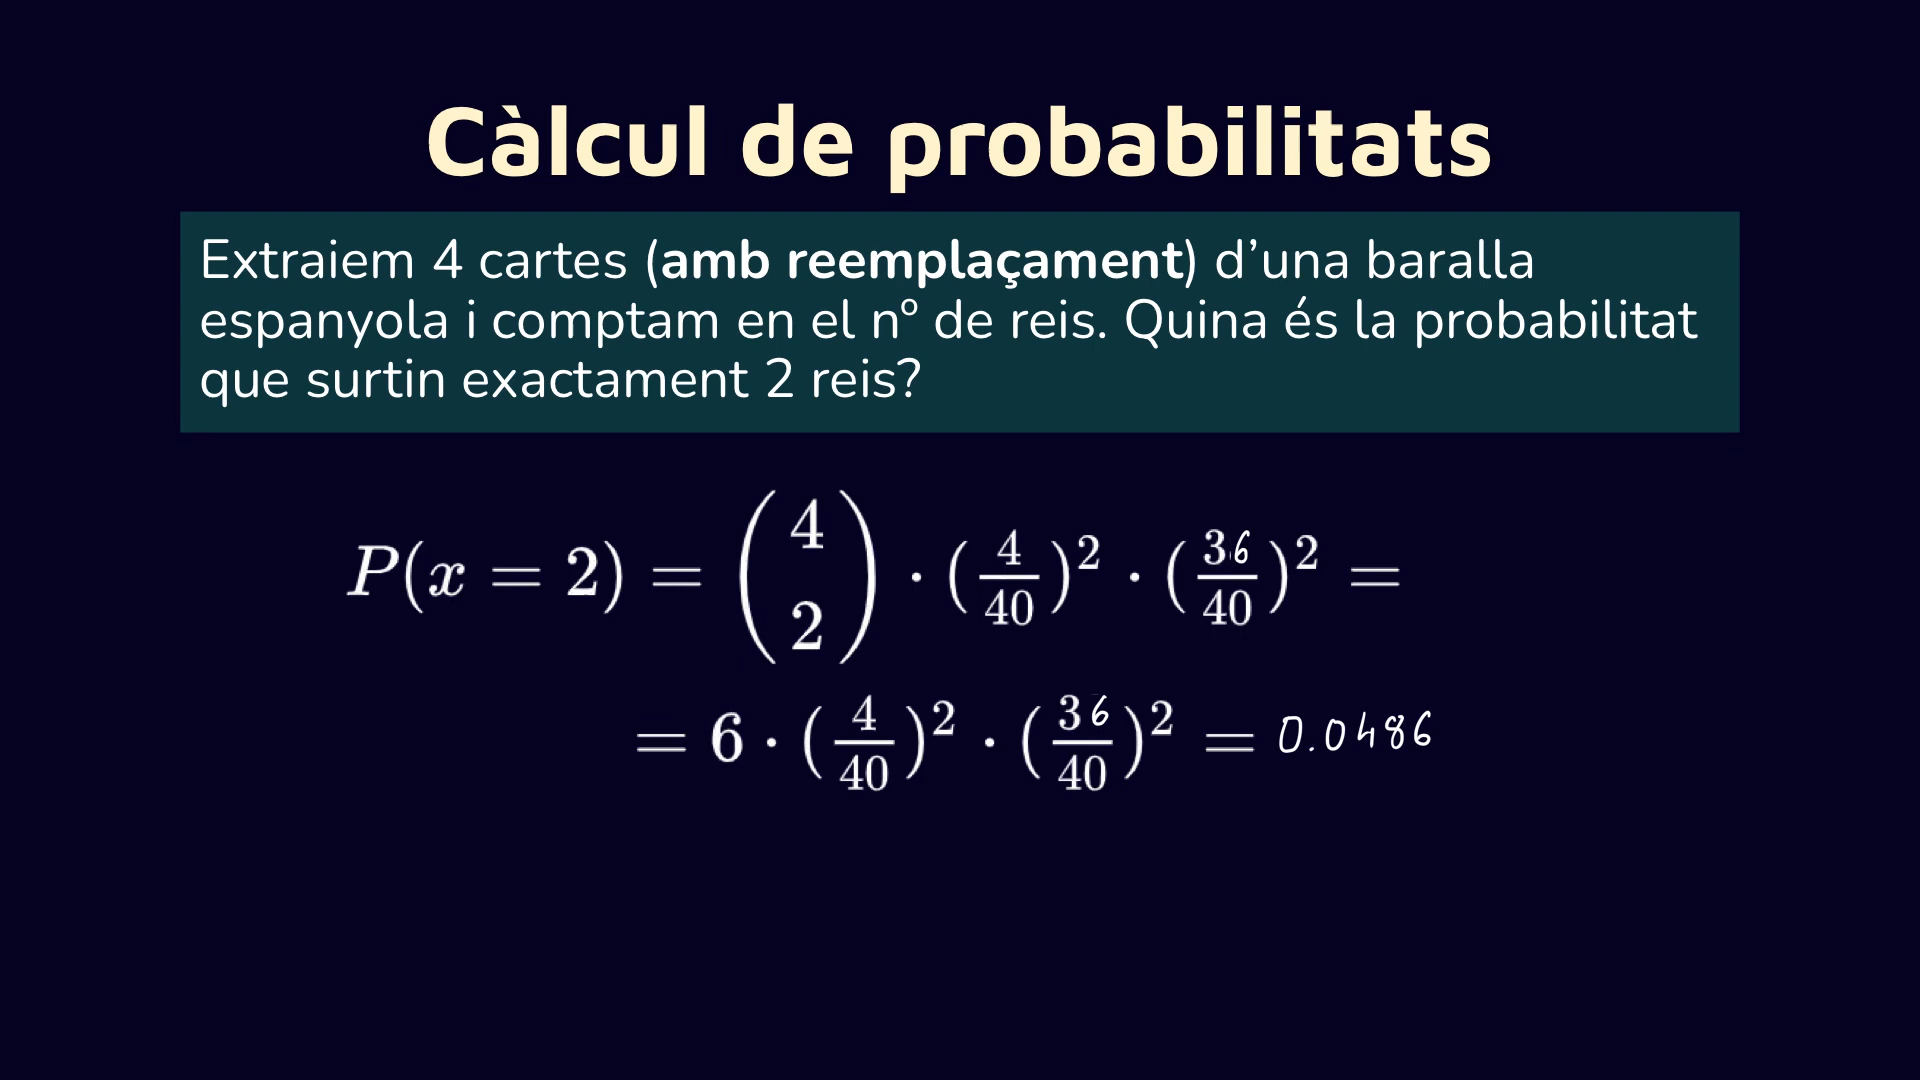 Càlcul de probabilitats
Extraiem 4 cartes (amb reemplaçament) d’una baralla
espanyola i comptam en el nº de reis. Quina és la probabilitat
que surtin exactament 2 reis?
P(x = 2) = (4 2) · (4/40)² · (36/40)² =
= 6 · (4/40)² · (36/40)² = 0.0486